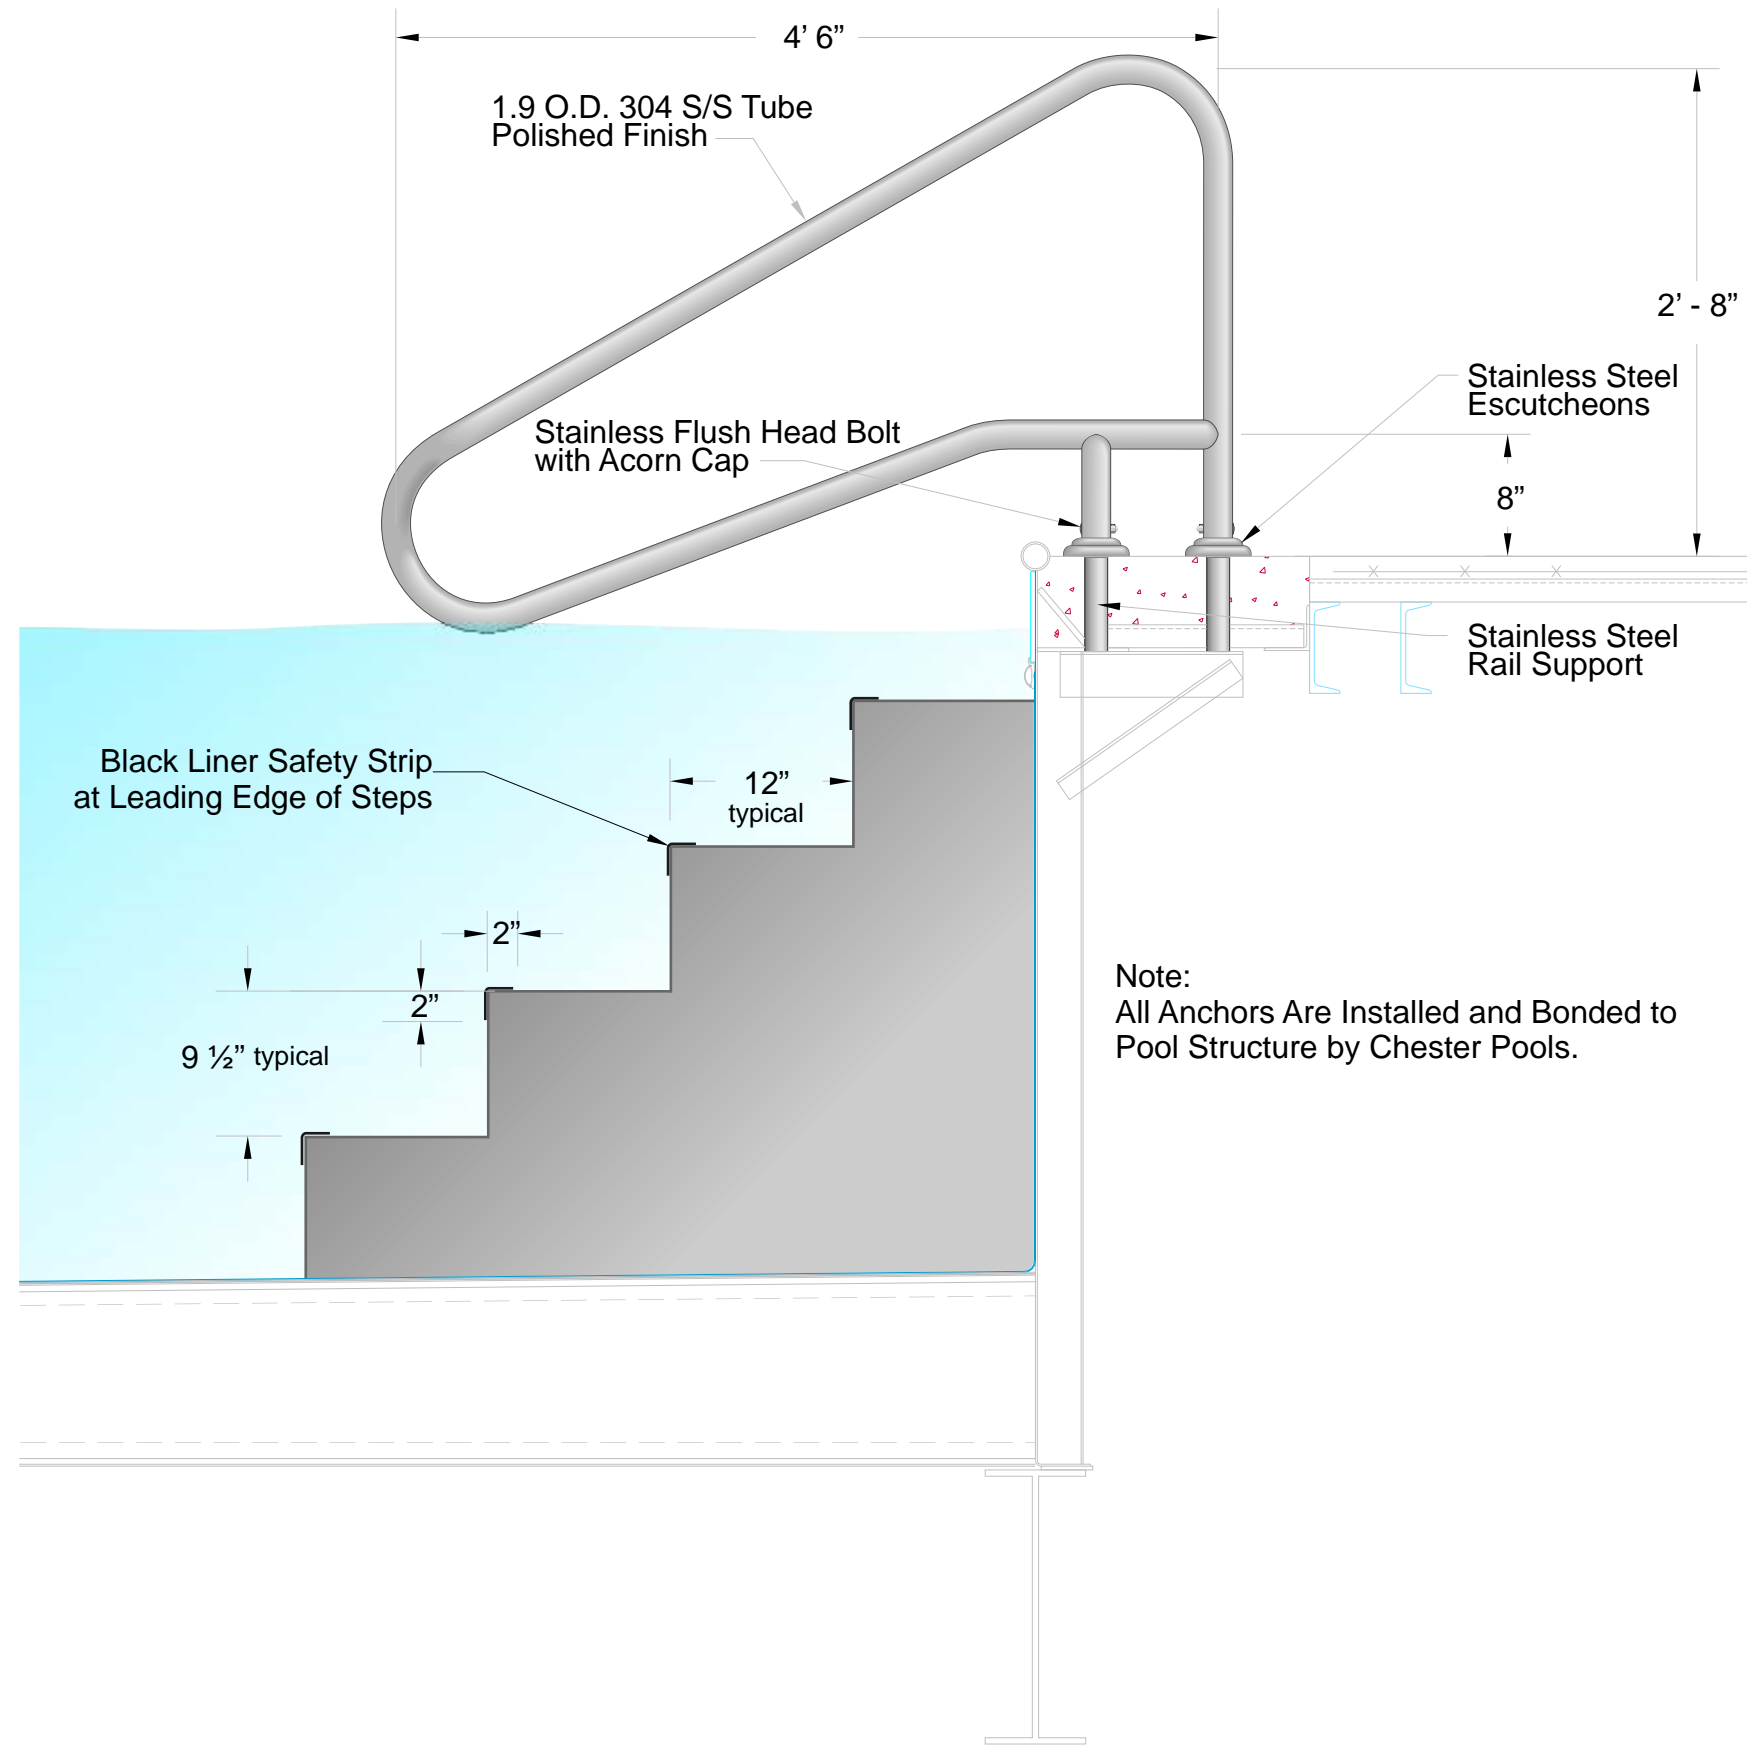 4’ 6”
1.9 O.D. 304 S/S Tube
Polished Finish
2’ - 8”
Stainless Steel
Escutcheons
Stainless Flush Head Bolt
with Acorn Cap
8”
Stainless Steel
Rail Support
Black Liner Safety Strip
at Leading Edge of Steps
12”
typical
2”
2”
9 ½” typical
Note:
All Anchors Are Installed and Bonded to
Pool Structure by Chester Pools.